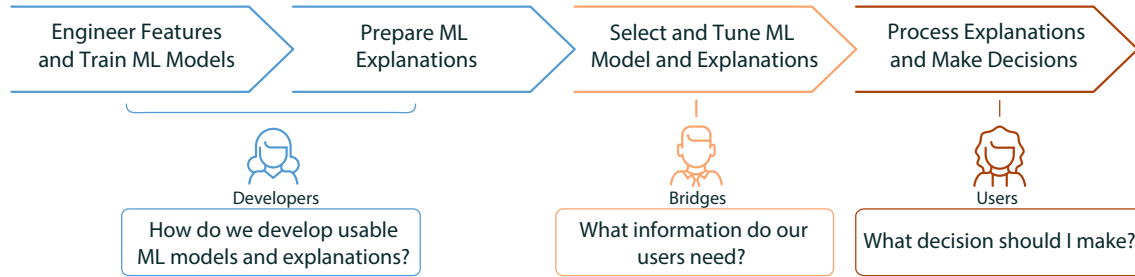 Engineer Features
and Train ML Models
Prepare ML
Explanations
Select and Tune ML
Model and Explanations
Process Explanations
and Make Decisions
Developers
How do we develop usable
ML models and explanations?
Bridges
What information do our
users need?
Users
What decision should I make?